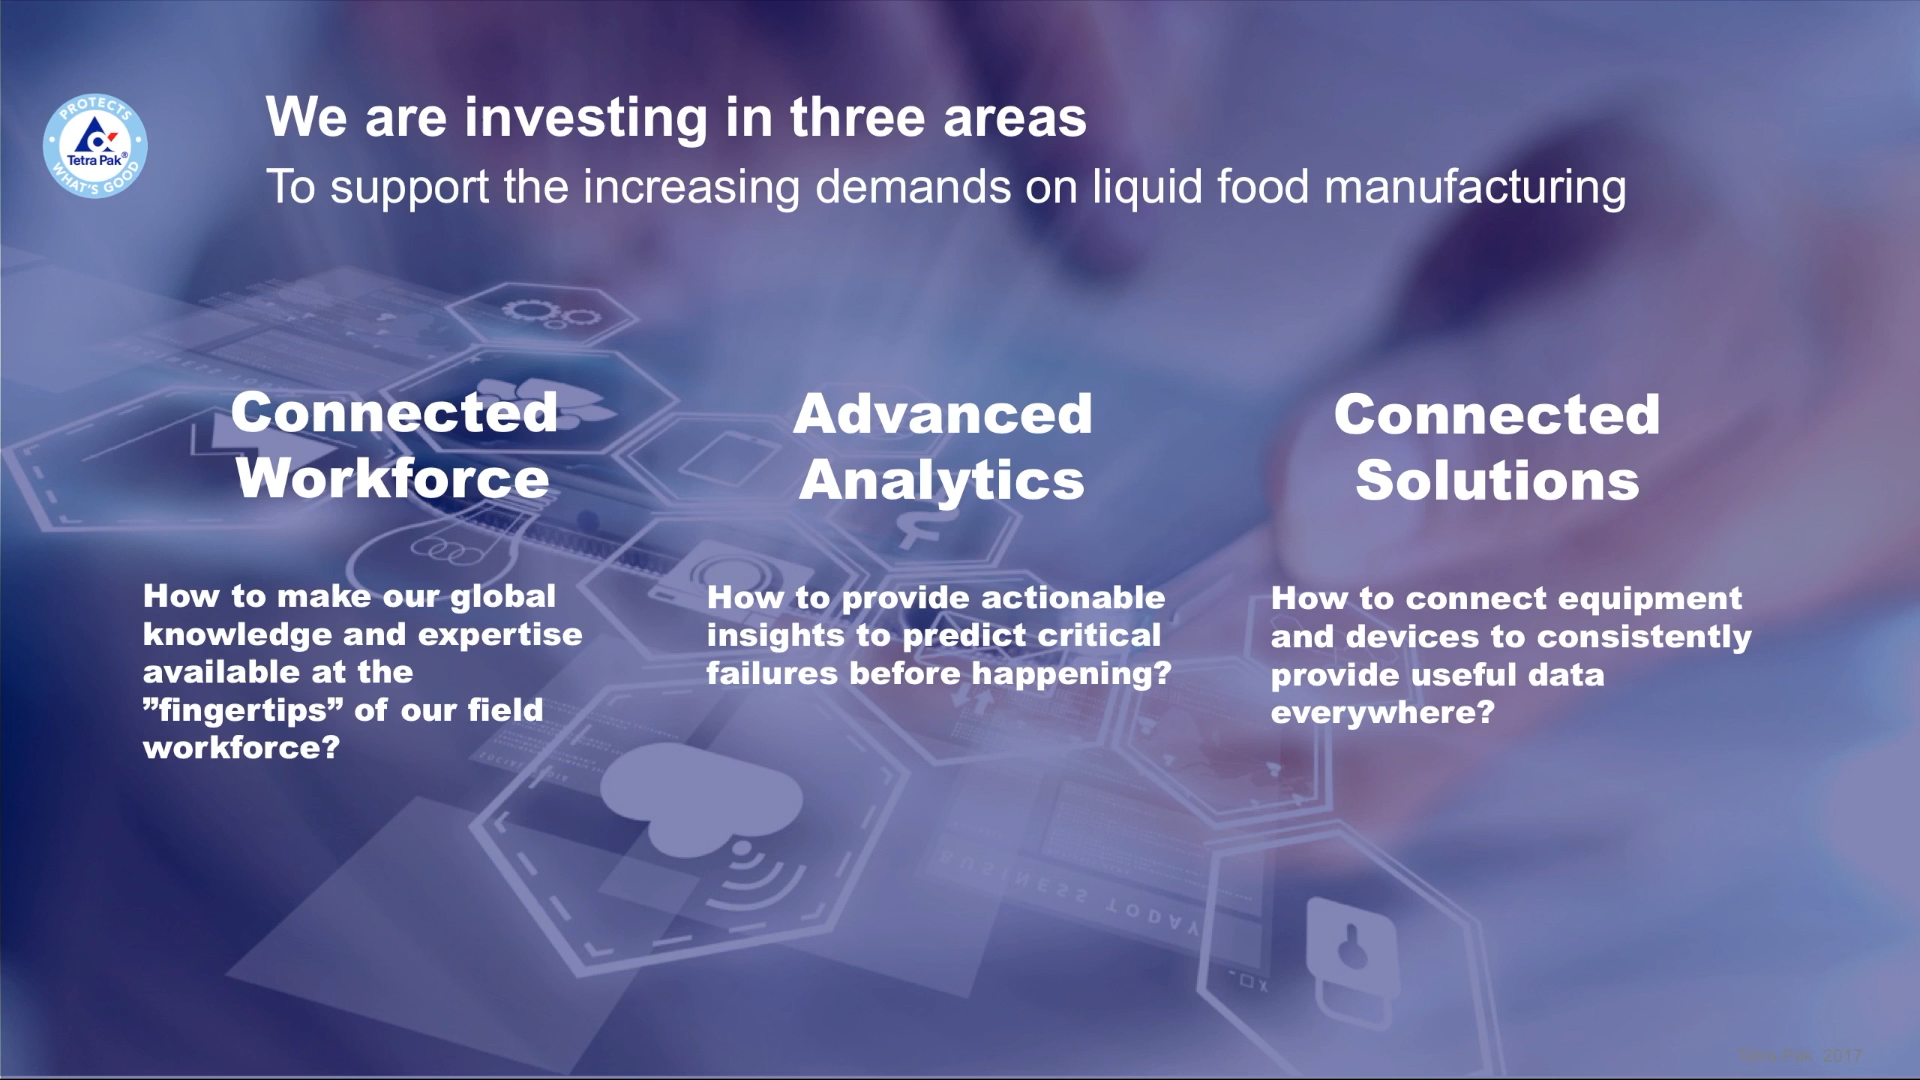 PROTECTS
Tetra Pak®
WHAT'S GOOD
We are investing in three areas
To support the increasing demands on liquid food manufacturing
Connected
Workforce
How to make our global
knowledge and expertise
available at the
”fingertips” of our field
workforce?
Advanced
Analytics
How to provide actionable
insights to predict critical
failures before happening?
Connected
Solutions
How to connect equipment
and devices to consistently
provide useful data
everywhere?
BUSINESS TODAY
Tetra Pak 2017